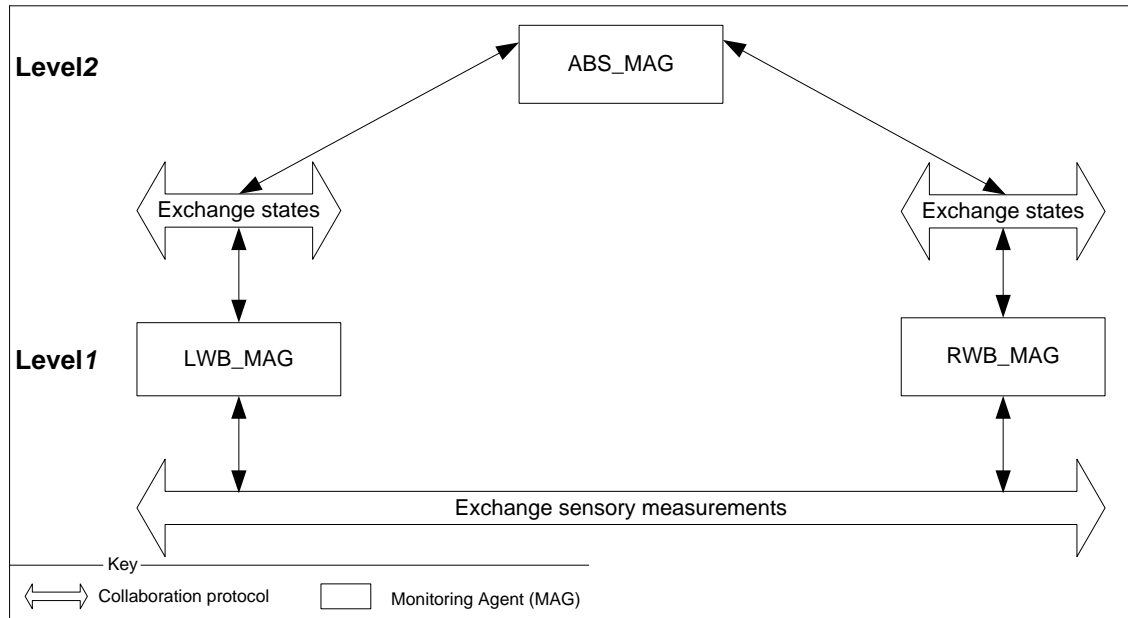 Level2
ABS_MAG
Exchange states
Exchange states
Level1
LWB_MAG
RWB_MAG
Exchange sensory measurements
Key
Collaboration protocol
Monitoring Agent (MAG)